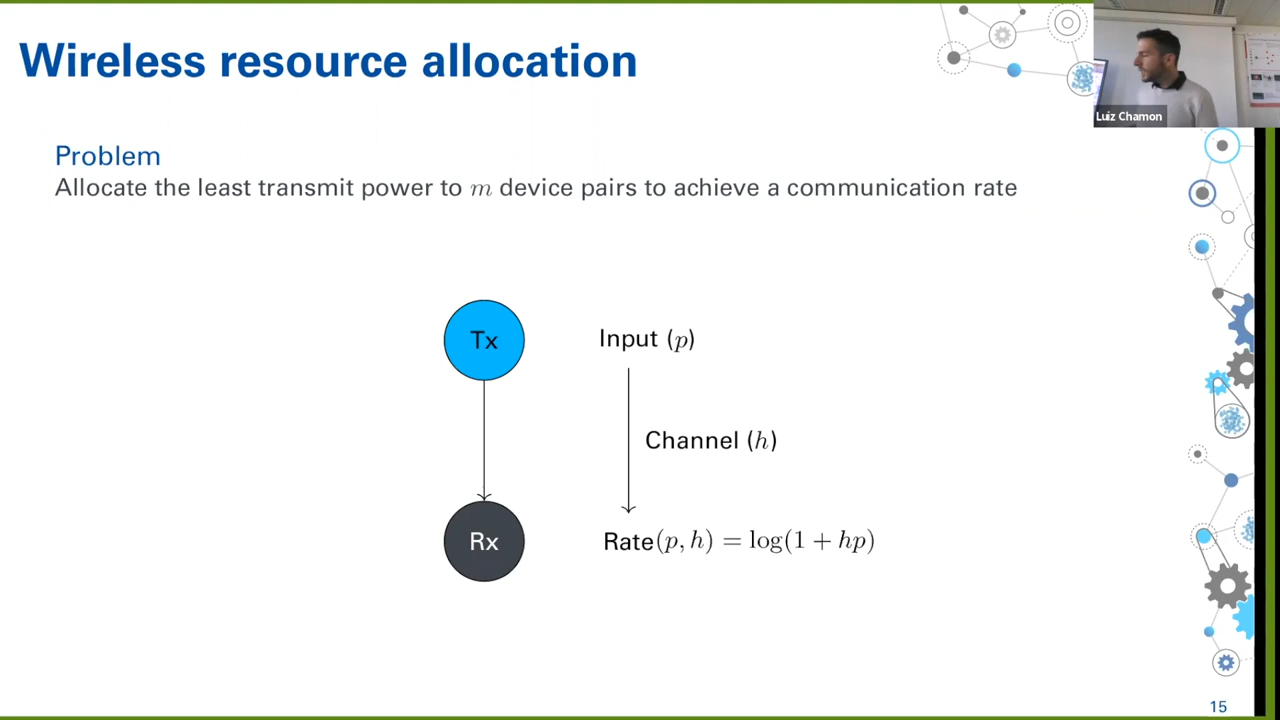 Wireless resource allocation
Luiz Chamon
Problem
Allocate the least transmit power to m device pairs to achieve a communication rate
Tx
Input (p)
Channel (h)
Rx
Rate(p, h) = log(1 + hp)
15